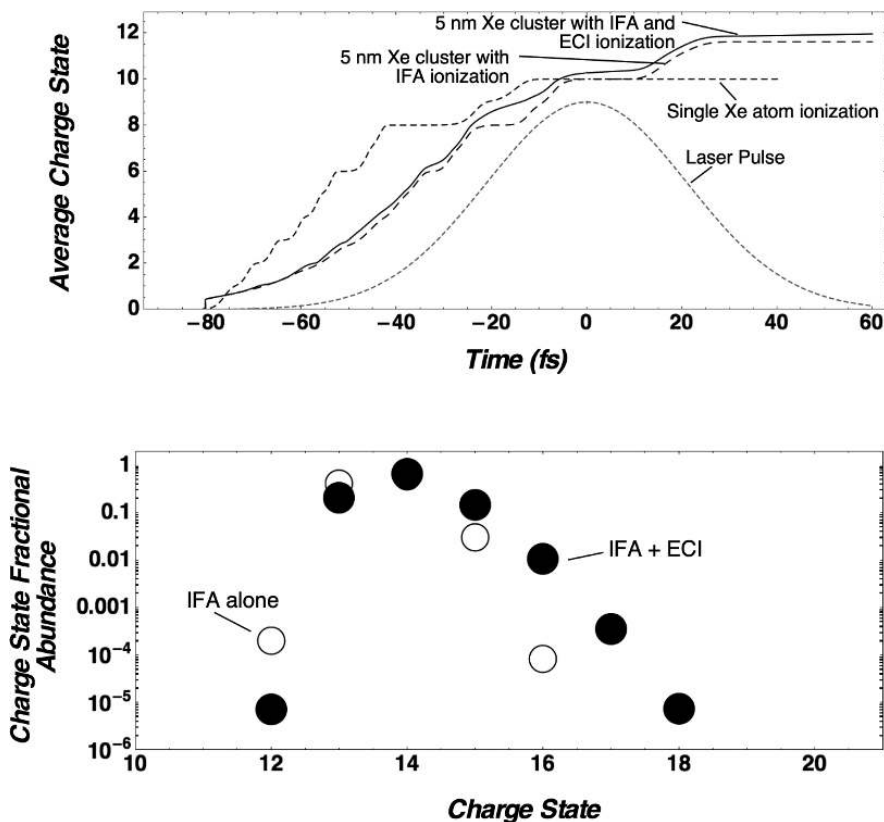 Average Charge State
12
10
8
6
4
2
0
5 nm Xe cluster with IFA and
ECI ionization
5 nm Xe cluster with
IFA ionization
Single Xe atom ionization
Laser Pulse
−80
−60
−40
−20
0
20
40
60
Time (fs)
Charge State Fractional
Abundance
1
0.1
0.01
0.001
10⁻⁴
10⁻⁵
10⁻⁶
IFA + ECI
IFA alone
10
12
14
16
18
20
Charge State